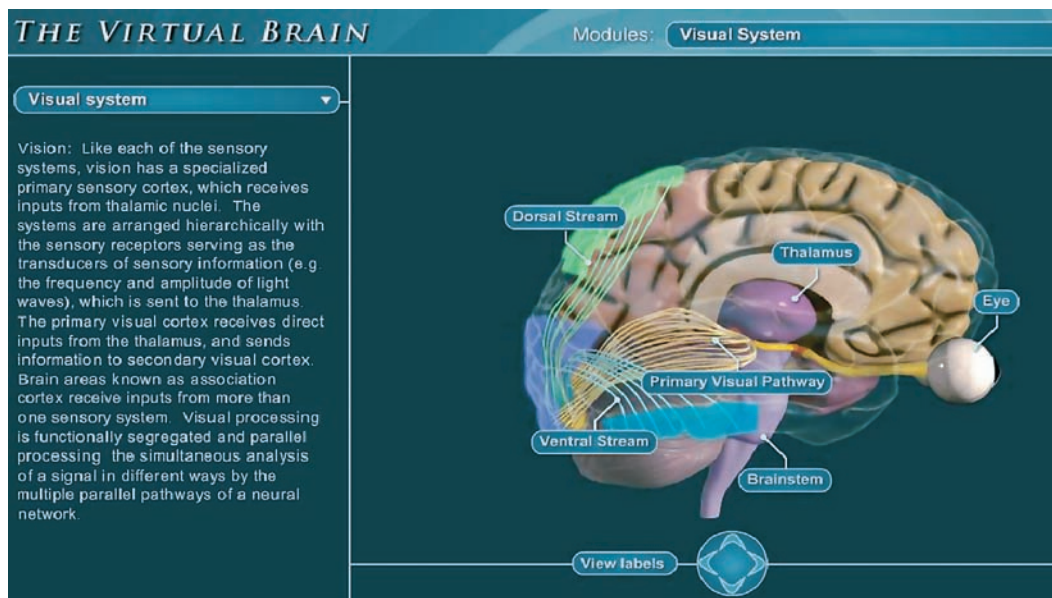 THE VIRTUAL BRAIN
Modules: Visual System
Visual system
Vision: Like each of the sensory
systems, vision has a specialized
primary sensory cortex, which receives
inputs from thalamic nuclei. The
systems are arranged hierarchically with
the sensory receptors serving as the
transducers of sensory information (e.g.
the frequency and amplitude of light
waves), which is sent to the thalamus.
The primary visual cortex receives direct
inputs from the thalamus, and sends
information to secondary visual cortex.
Brain areas known as association
cortex receive inputs from more than
one sensory system. Visual processing
is functionally segregated and parallel
processing the simultaneous analysis
of a signal in different ways by the
multiple parallel pathways of a neural
network.
Dorsal Stream
Thalamus
Eye
Primary Visual Pathway
Ventral Stream
Brainstem
View labels